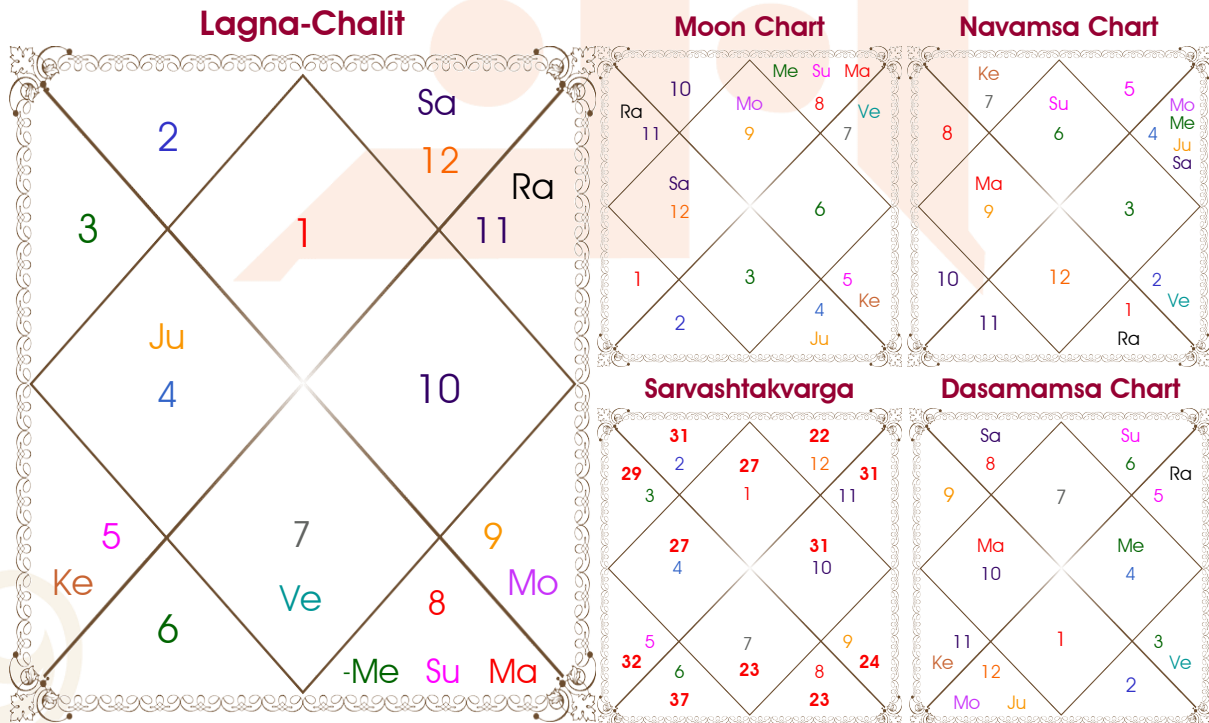 Lagna-Chalit
Sa
2
12
Ra
3
1
11
Ju
4
10
5
7
9
Ke
Ve
Mo
6
8
-Me Su Ma
Moon Chart
Me Su Ma
10
Ra
Mo
8
Ve
11
9
7
Sa
12
6
1
3
5
Ke
2
4
Ju
Navamsa Chart
Ke
5
7
Su
Mo
8
6
4
Me
Ju
Sa
Ma
9
3
10
12
2
Ve
11
1
Ra
Sarvashtakvarga
31
22
2
27
12
29
31
3
1
11
27
31
4
10
5
7
9
32
6
23
8
24
37
23
Dasamamsa Chart
Sa
Su
8
6
Ra
9
7
5
Ma
Me
10
4
11
1
3
Ke
12
Ve
2
Mo Ju